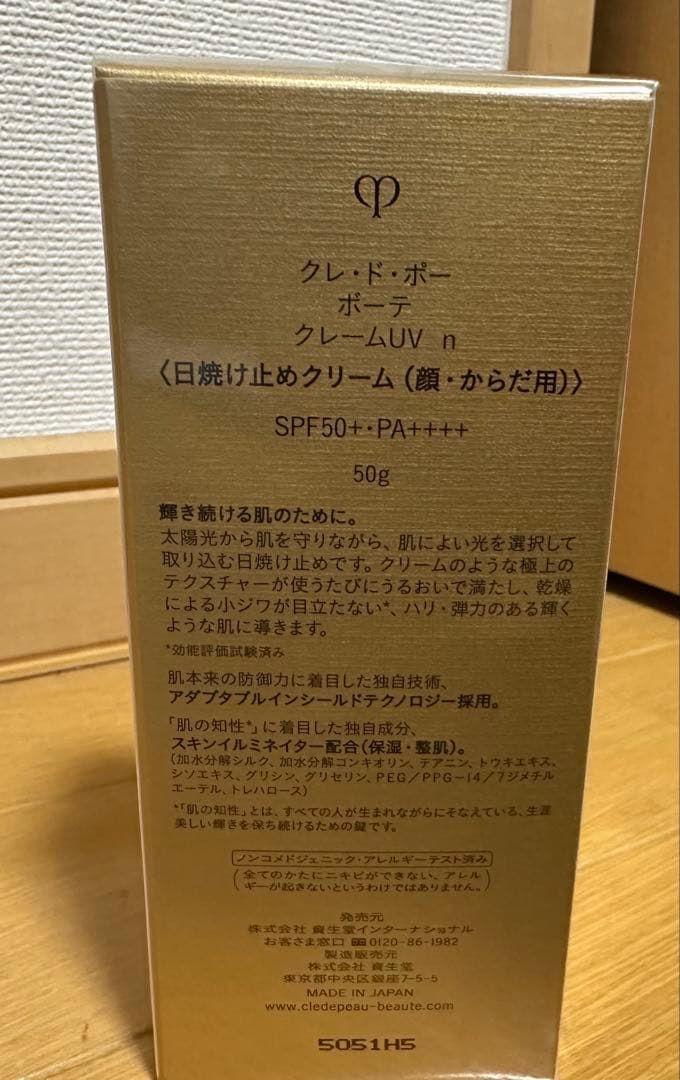 クレ・ド・ポー
ボーテ
クレームUV n
〈日焼け止めクリーム（顔・からだ用）〉
SPF50+・PA++++
50g
輝き続ける肌のために。
太陽光から肌を守りながら、肌によい光を選択して
取り込む日焼け止めです。クリームのような極上の
テクスチャーが使うたびにうるおいで満たし、乾燥
による小ジワが目立たない*、ハリ・弾力のある輝く
ような肌に導きます。
*効能評価試験済み
肌本来の防御力に着目した独自技術、
アダプタブルインシールドテクノロジー採用。
「肌の知性*」に着目した独自成分、
スキンイルミネイター配合（保湿・整肌）。
（加水分解シルク、加水分解コンキオリン、テアニン、トウキエキス、
シソエキス、グリシン、グリセリン、PEG／PPG−14／7ジメチル
エーテル、トレハロース）
*「肌の知性」とは、すべての人が生まれながらにそなえている、生涯
美しい輝きを保ち続けるための鍵です。
ノンコメドジェニック・アレルギーテスト済み
（全てのかたにニキビができない、アレル
ギーが起きないというわけではありません。）
発売元
株式会社 資生堂インターナショナル
お客さま窓口 0120-86-1982
製造販売元
株式会社 資生堂
東京都中央区銀座7-5-5
MADE IN JAPAN
www.cledepeau-beaute.com
5051H5